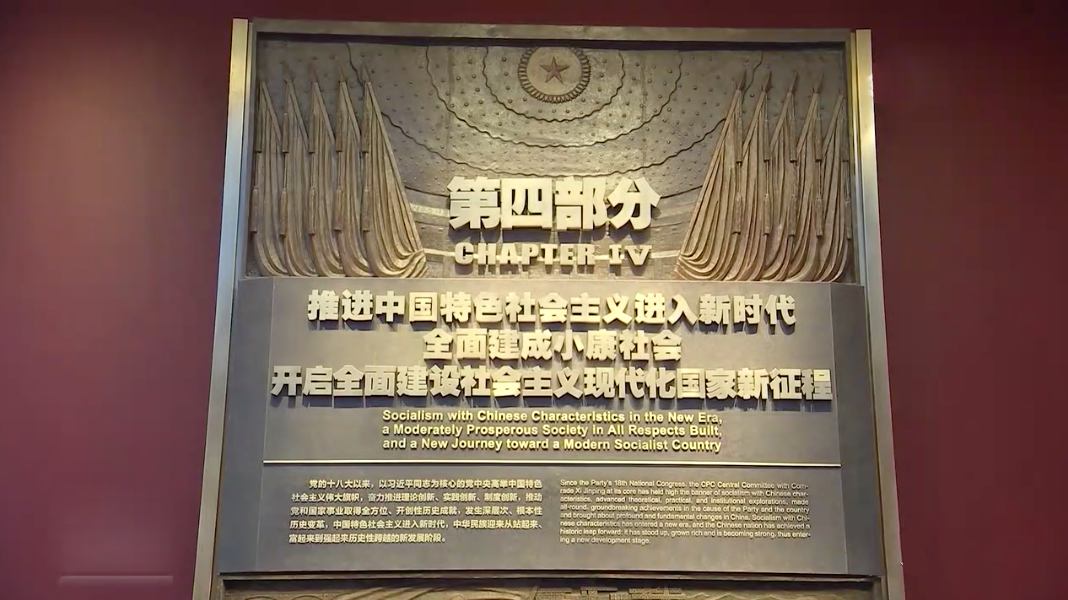 第四部分
CHAPTER IV
推进中国特色社会主义进入新时代
全面建成小康社会
开启全面建设社会主义现代化国家新征程
Socialism with Chinese Characteristics in the New Era,
a Moderately Prosperous Society in All Respects Built,
and a New Journey toward a Modern Socialist Country
党的十八大以来，以习近平同志为核心的党中央高举中国特色
社会主义伟大旗帜，奋力推进理论创新、实践创新、制度创新，推动
党和国家事业取得全方位、开创性历史成就，发生深层次、根本性
历史变革，中国特色社会主义进入新时代，中华民族迎来从站起来、
富起来到强起来历史性跨越的新发展阶段。
Since the Party's 18th National Congress, the CPC Central Committee with Com-
rade Xi Jinping at its core has held high the banner of socialism with Chinese char-
acteristics, advanced theoretical, practical, and institutional explorations, made
all-round, groundbreaking achievements in the cause of the Party and the country
and brought about profound and fundamental changes in China. Socialism with Chi-
nese characteristics has entered a new era, and the Chinese nation has achieved a
historic leap forward: it has stood up, grown rich and is becoming strong, thus enter-
ing a new development stage.